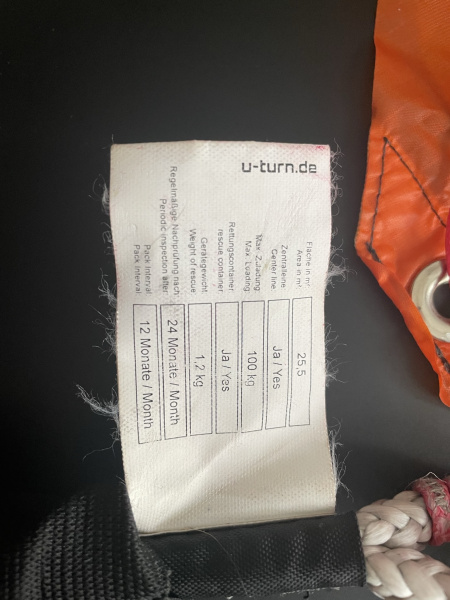 u-turn.de
Fläche in m²
Area in m²
25,5
Zentralleine
Center line
Ja / Yes
Max. Zuladung
Max. Loading
100 kg
Rettungscontainer
rescue container
Ja / Yes
Gerätegewicht
Weight of rescue
1,2 kg
Regelmäßige Nachprüfung nach
Periodic inspection after
24 Monate / Month
Pack Interval
Pack Interval
12 Monate / Month